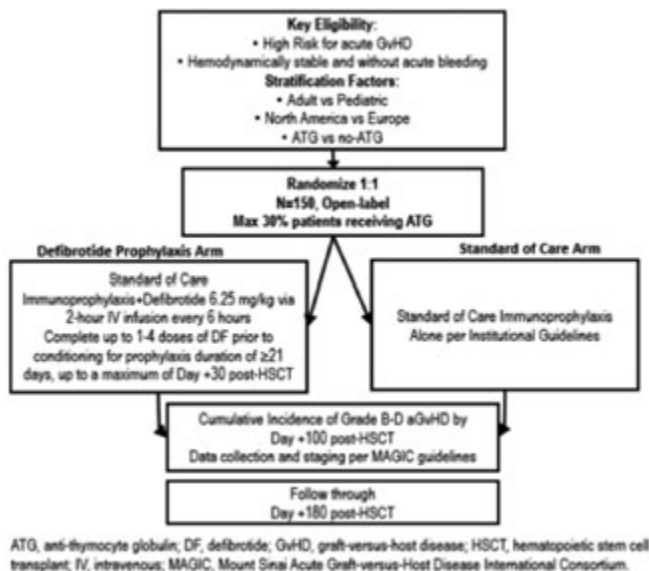 Key Eligibility:
• High Risk for acute GvHD
• Hemodynamically stable and without acute bleeding
Stratification Factors:
• Adult vs Pediatric
• North America vs Europe
• ATG vs no-ATG
Randomize 1:1
N=150, Open-label
Max 30% patients receiving ATG
Defibrotide Prophylaxis Arm
Standard of Care
Immunoprophylaxis+Defibrotide 6.25 mg/kg via
2-hour IV infusion every 6 hours
Complete up to 1-4 doses of DF prior to
conditioning for prophylaxis duration of ≥21
days, up to a maximum of Day +30 post-HSCT
Standard of Care Arm
Standard of Care Immunoprophylaxis
Alone per Institutional Guidelines
Cumulative Incidence of Grade B-D aGvHD by
Day +100 post-HSCT
Data collection and staging per MAGIC guidelines
Follow through
Day +180 post-HSCT
ATG, anti-thymocyte globulin; DF, defibrotide; GvHD, graft-versus-host disease; HSCT, hematopoietic stem cell
transplant; IV, intravenous; MAGIC, Mount Sinai Acute Graft-versus-Host Disease International Consortium.